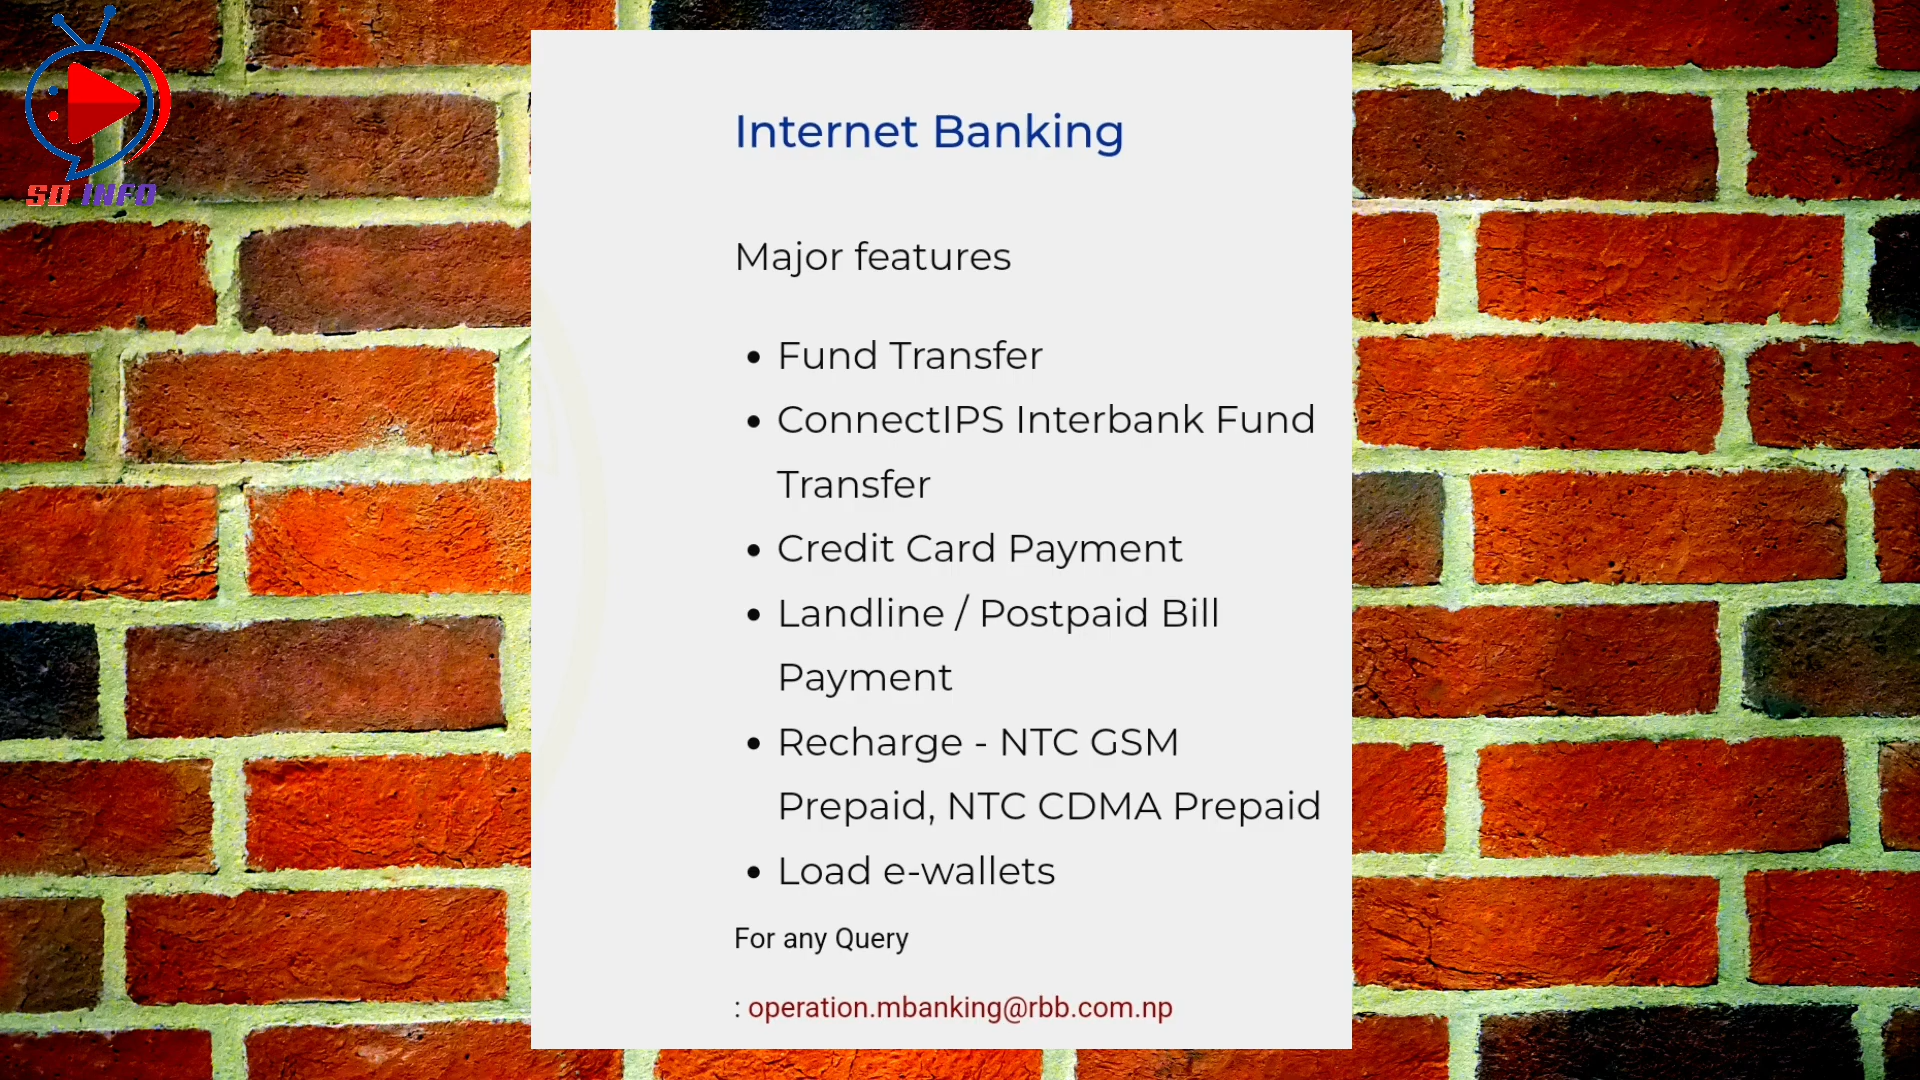 SD INFO
Internet Banking
Major features
• Fund Transfer
• ConnectIPS Interbank Fund
Transfer
• Credit Card Payment
• Landline / Postpaid Bill
Payment
• Recharge - NTC GSM
Prepaid, NTC CDMA Prepaid
• Load e-wallets
For any Query
: operation.mbanking@rbb.com.np